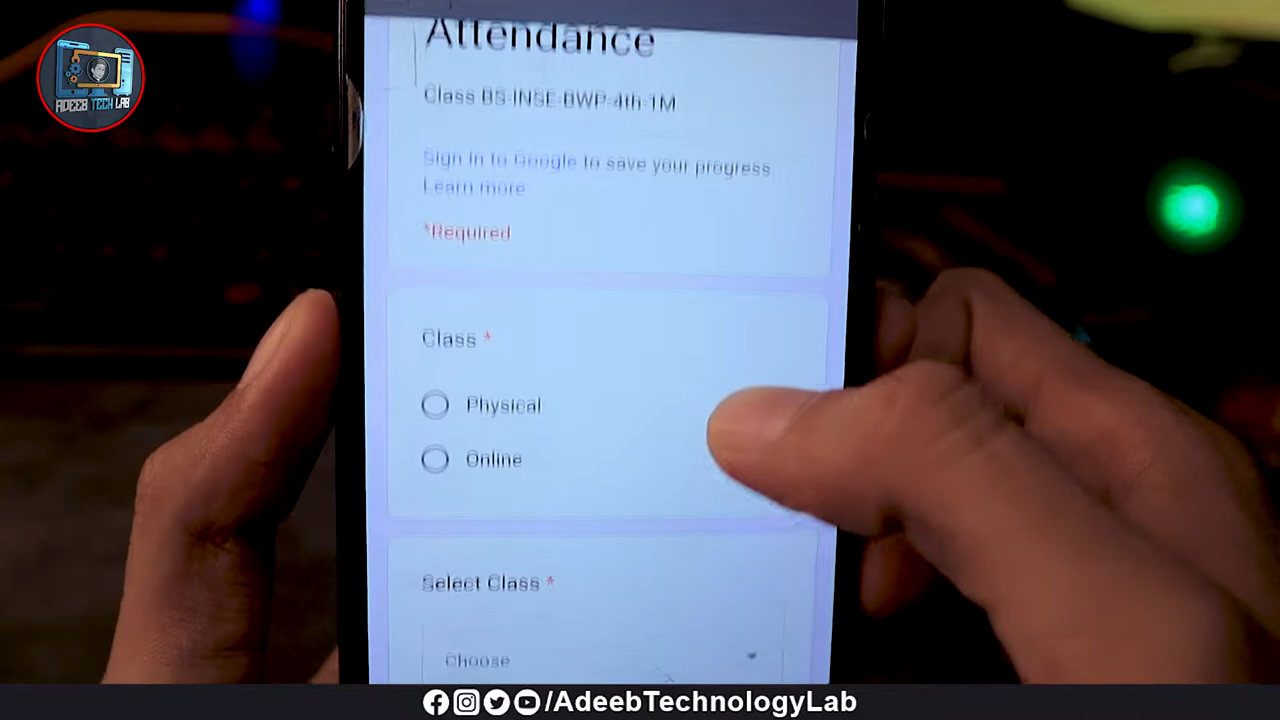 ADEEB TECH LAB
Attendance
Class BS-INSE-BWP-4th-1M
Sign in to Google to save your progress
Learn more
*Required
Class *
Physical
Online
Select Class *
Choose
/AdeebTechnologyLab